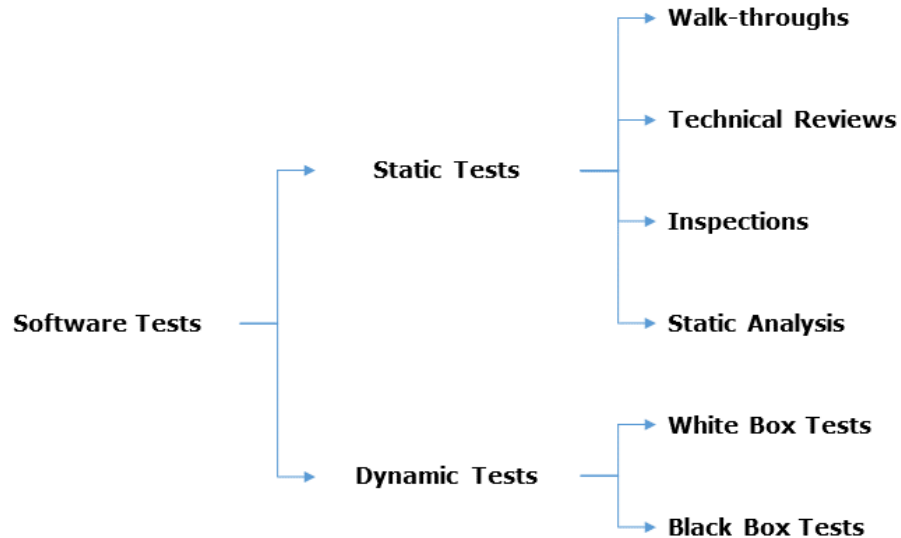 Walk-throughs
Technical Reviews
Static Tests
Inspections
Software Tests
Static Analysis
White Box Tests
Dynamic Tests
Black Box Tests